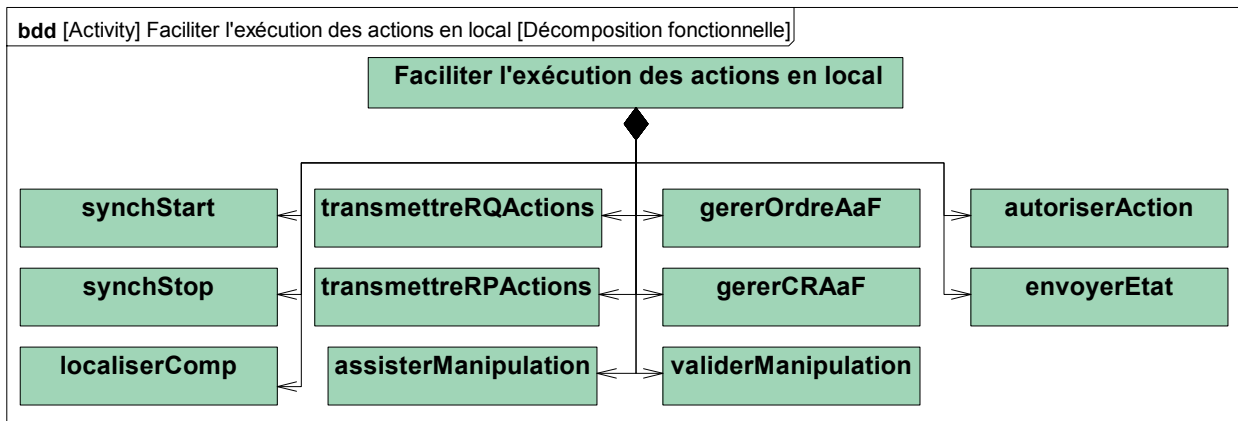 bdd [Activity] Faciliter l'exécution des actions en local [Décomposition fonctionnelle]
Faciliter l'exécution des actions en local
synchStart
transmettreRQActions
gererOrdreAaF
autoriserAction
synchStop
transmettreRPActions
gererCRAaF
envoyerEtat
localiserComp
assisterManipulation
validerManipulation